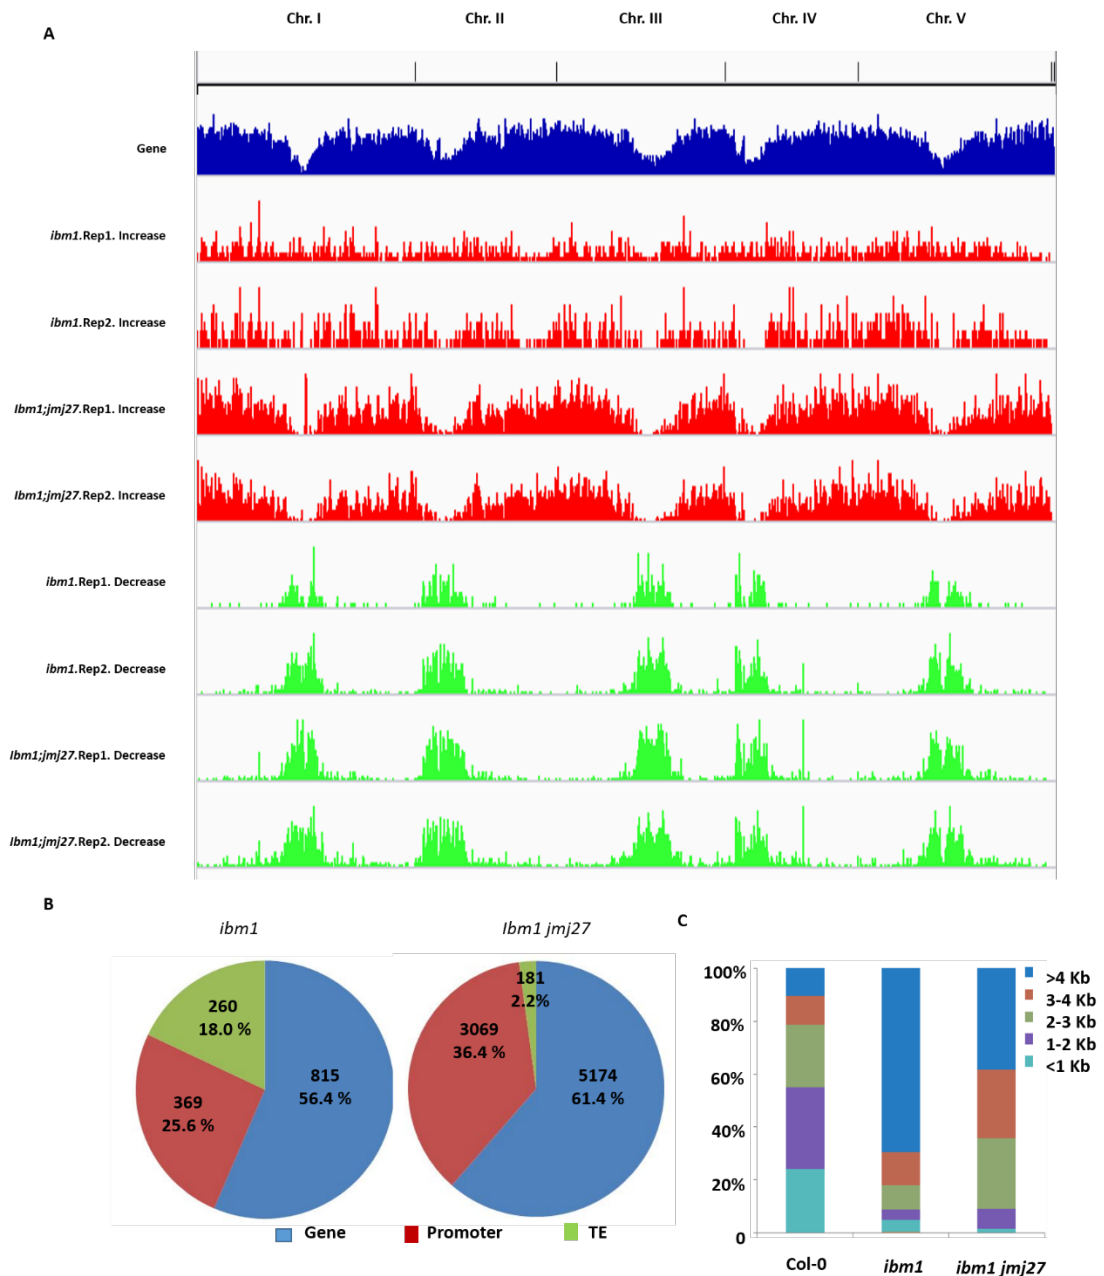 Chr. I Chr. II Chr. III Chr. IV Chr. V
A
Gene
ibm1.Rep1. Increase
ibm1.Rep2. Increase
Ibm1;jmj27.Rep1. Increase
Ibm1;jmj27.Rep2. Increase
ibm1.Rep1. Decrease
ibm1.Rep2. Decrease
Ibm1;jmj27.Rep1. Decrease
Ibm1;jmj27.Rep2. Decrease
B
ibm1
Ibm1 jmj27
260
18.0 %
369
25.6 %
815
56.4 %
181
2.2%
3069
36.4 %
5174
61.4 %
Gene Promoter TE
C
100%
80%
60%
40%
20%
0
>4 Kb
3-4 Kb
2-3 Kb
1-2 Kb
<1 Kb
Col-0 ibm1 ibm1 jmj27